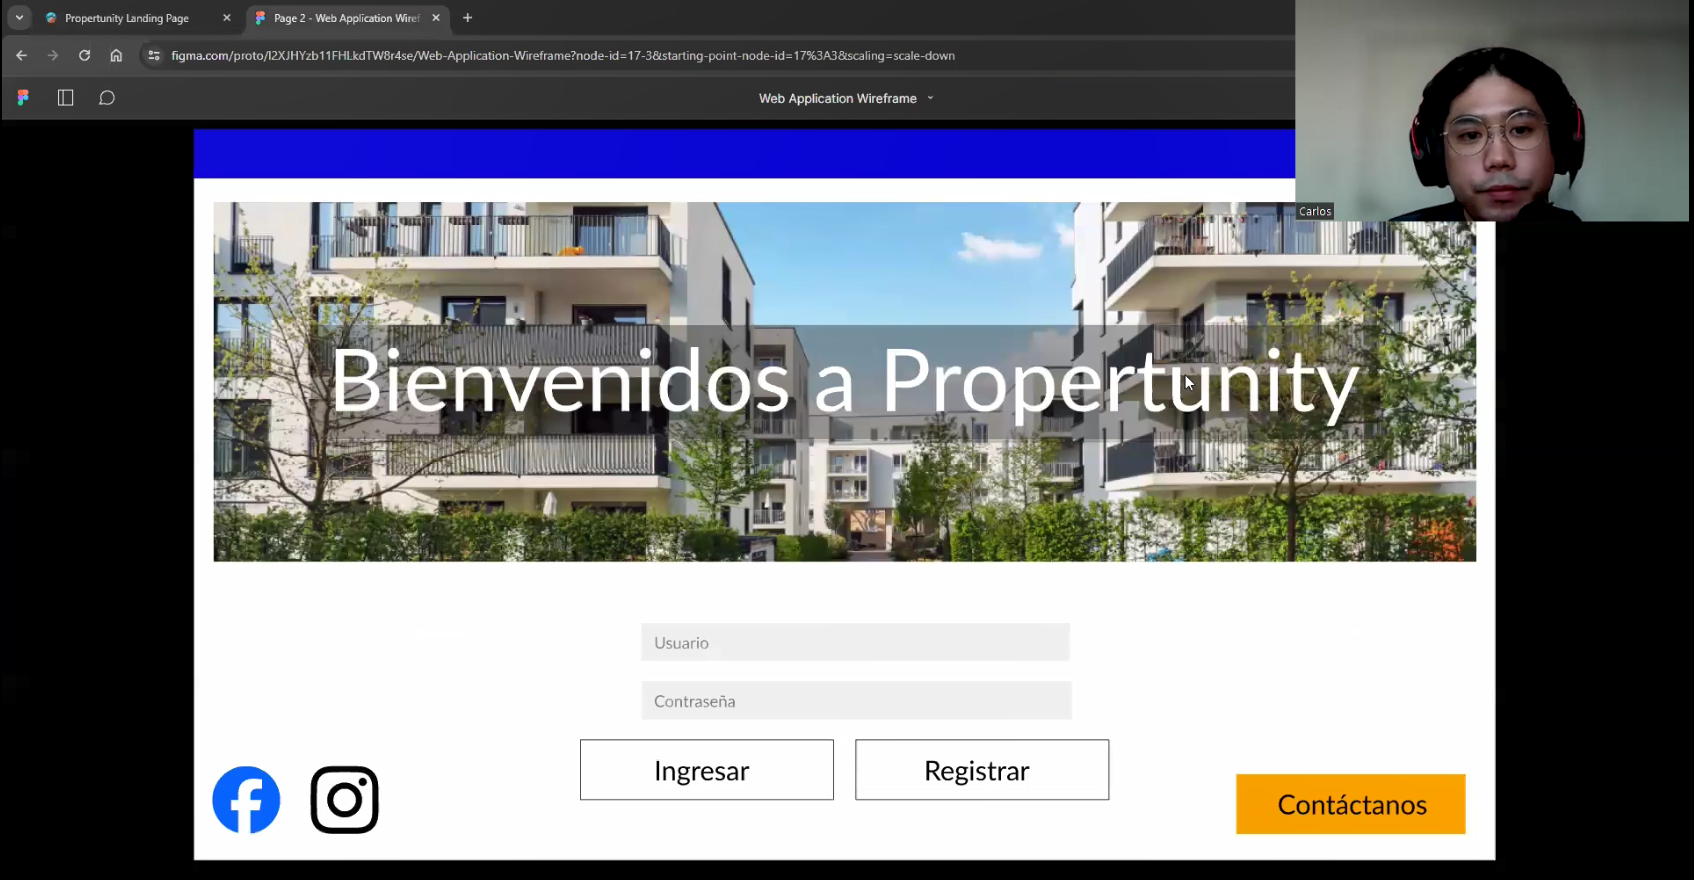 Propertunity Landing Page
Page 2 - Web Application Wiref
figma.com/proto/l2XJHYzb11FHLkdTW8r4se/Web-Application-Wireframe?node-id=17-3&starting-point-node-id=17%3A3&scaling=scale-down
Web Application Wireframe
Carlos
Bienvenidos a Propertunity
Usuario
Contraseña
Ingresar
Registrar
Contáctanos